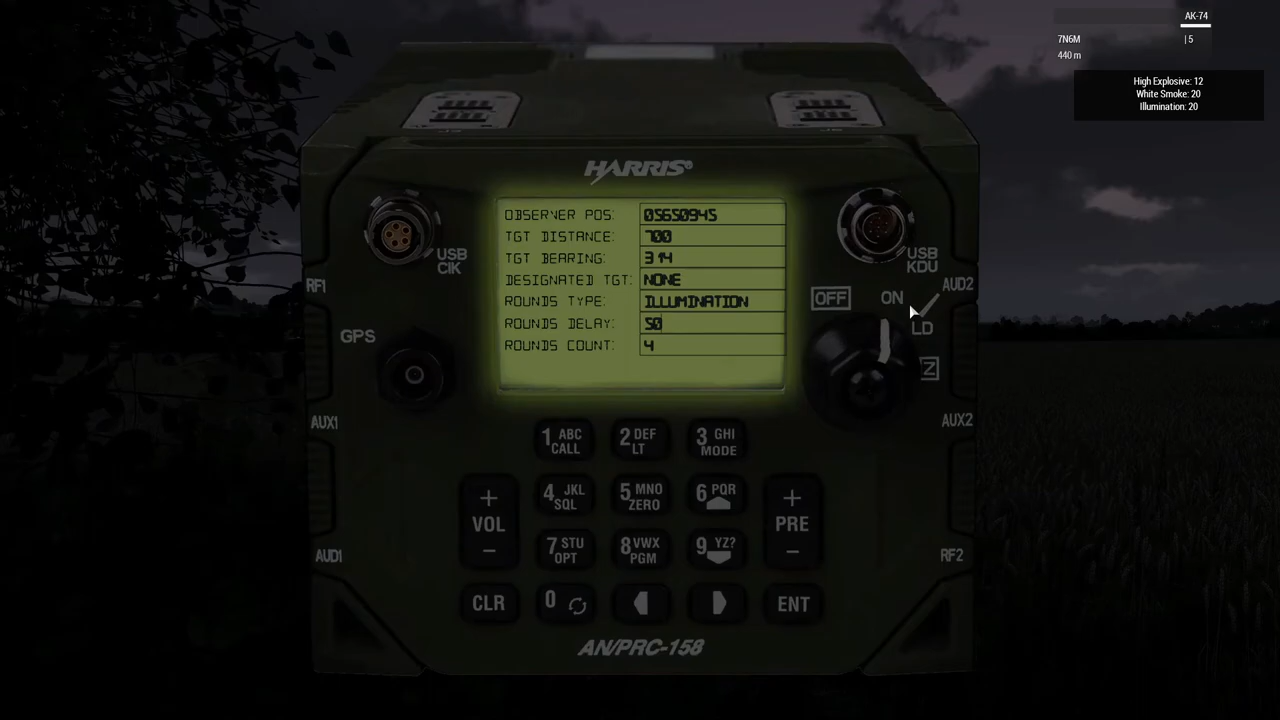 AK-74
7N6M | 5
440 m
High Explosive: 12
White Smoke: 20
Illumination: 20
HARRIS®
OBSERVER POS: 05650945
TGT DISTANCE: 700
TGT BEARING: 314
DESIGNATED TGT: NONE
ROUNDS TYPE: ILLUMINATION
ROUNDS DELAY: 50
ROUNDS COUNT: 4
USB
CIK
USB
KDU
RF1
AUD2
OFF
ON
LD
Z
GPS
AUX1
AUX2
1 ABC CALL
2 DEF LT
3 GHI MODE
+ VOL −
4 JKL SQL
5 MNO ZERO
6 PQR
+ PRE −
7 STU OPT
8 VWX PGM
9 YZ?
AUD1
RF2
CLR
0
ENT
AN/PRC-158